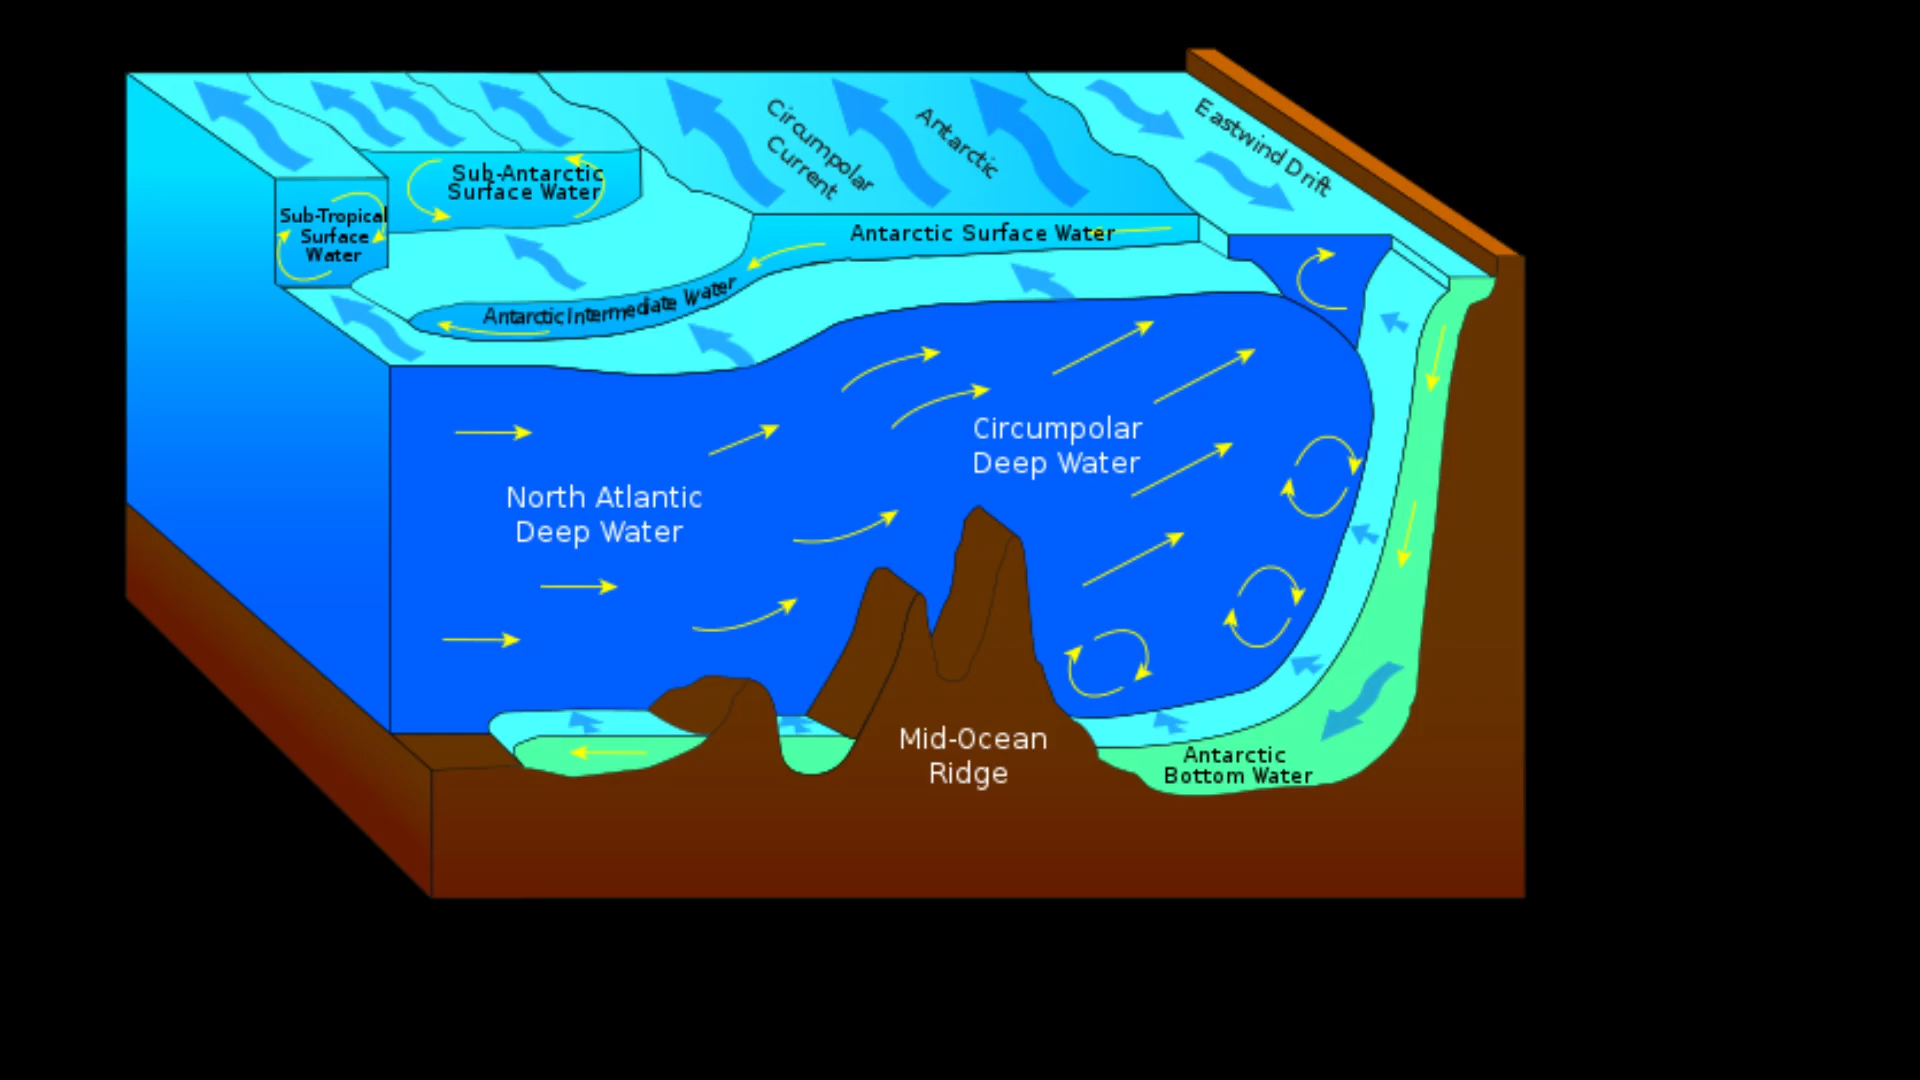 Circumpolar
Current
Antarctic
Eastwind Drift
Sub-Antarctic
Surface Water
Sub-Tropical
Surface
Water
Antarctic Surface Water
Antarctic Intermediate Water
Circumpolar
Deep Water
North Atlantic
Deep Water
Mid-Ocean
Ridge
Antarctic
Bottom Water